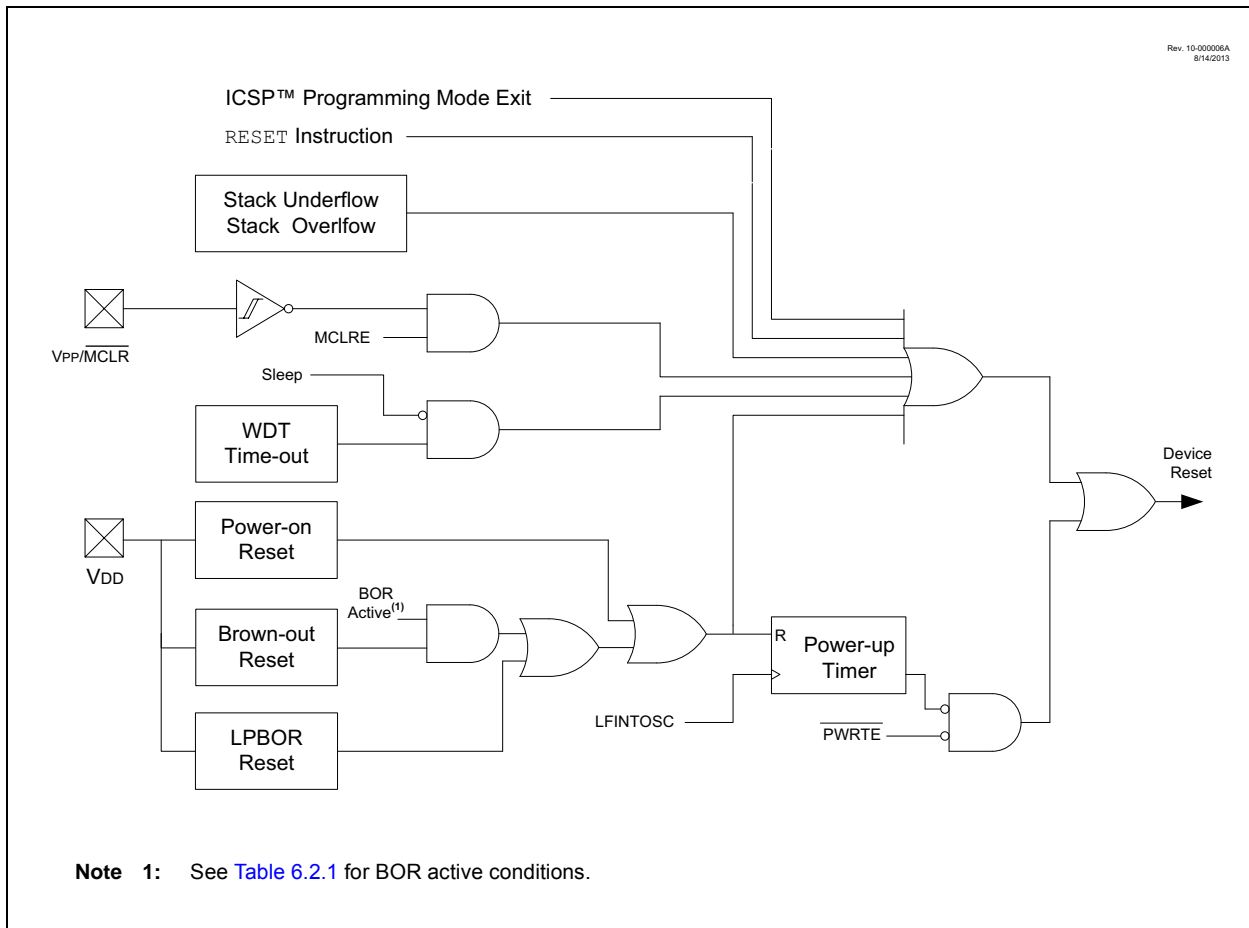 Rev. 10-000006A
8/14/2013
ICSP™ Programming Mode Exit
RESET Instruction
Stack Underflow
Stack Overlfow
VPP/MCLR
MCLRE
Sleep
WDT
Time-out
Device
Reset
Power-on
Reset
VDD
BOR
Active(1)
Brown-out
Reset
R
Power-up
Timer
LFINTOSC
PWRTE
LPBOR
Reset
Note 1: See Table 6.2.1 for BOR active conditions.